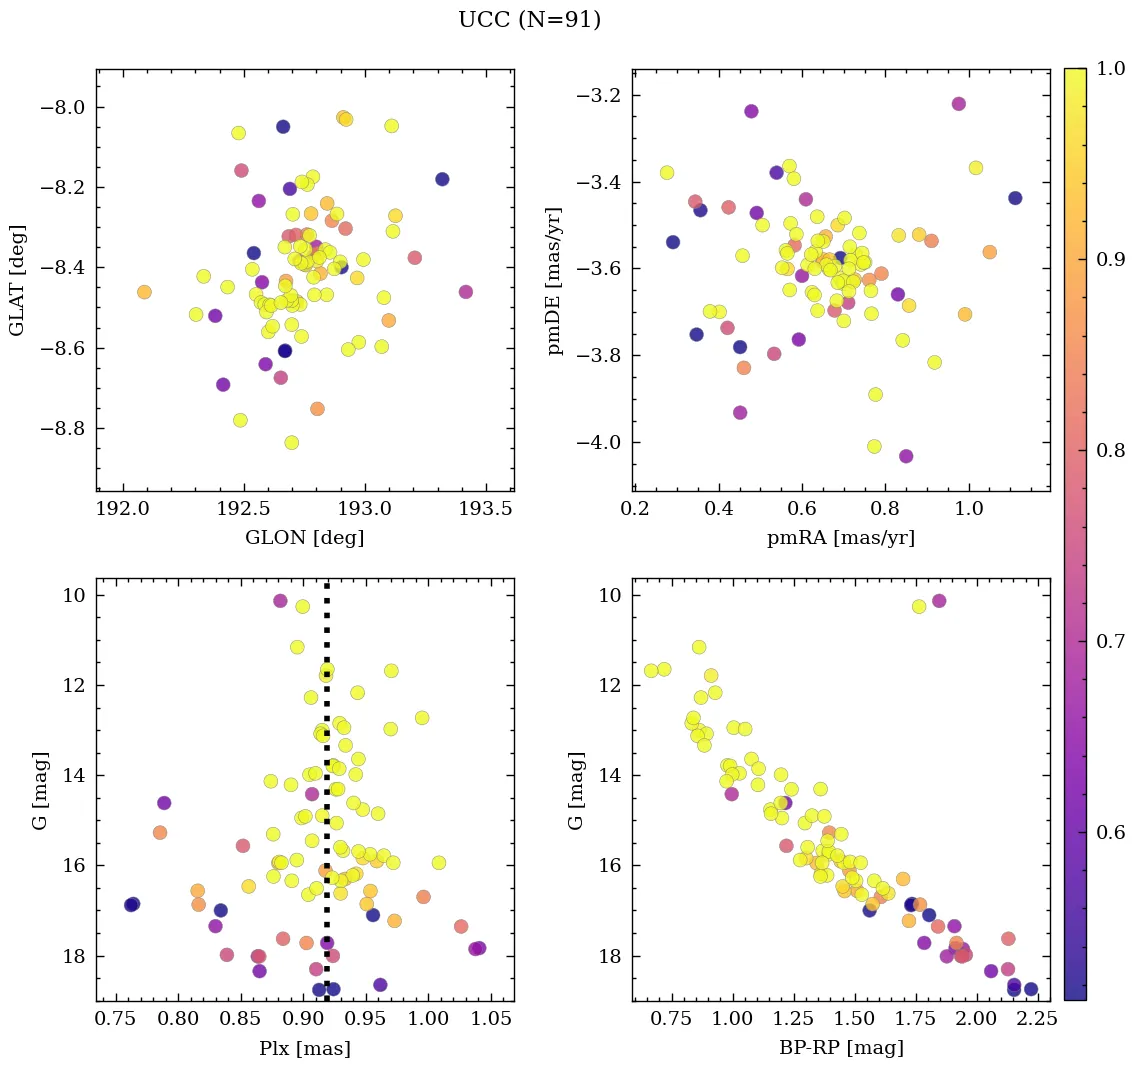 UCC (N=91)
−8.0
−8.2
−8.4
−8.6
−8.8
GLAT [deg]
192.0 192.5 193.0 193.5
GLON [deg]
−3.2
−3.4
−3.6
−3.8
−4.0
pmDE [mas/yr]
0.2 0.4 0.6 0.8 1.0
pmRA [mas/yr]
1.0
0.9
0.8
0.7
0.6
10
12
14
16
18
G [mag]
0.75 0.80 0.85 0.90 0.95 1.00 1.05
Plx [mas]
10
12
14
16
18
G [mag]
0.75 1.00 1.25 1.50 1.75 2.00 2.25
BP-RP [mag]